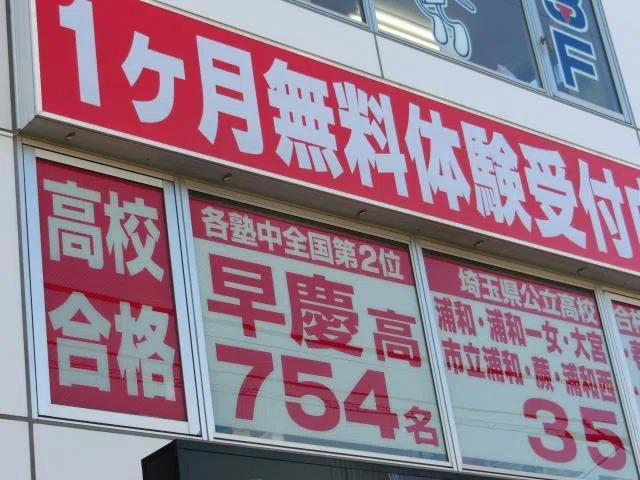 3F
1ヶ月無料体験受付
高校
合格
各塾中全国第2位
早慶高
754名
埼玉県公立高校
浦和・浦和一女・大宮
市立浦和・蕨・浦和西
35